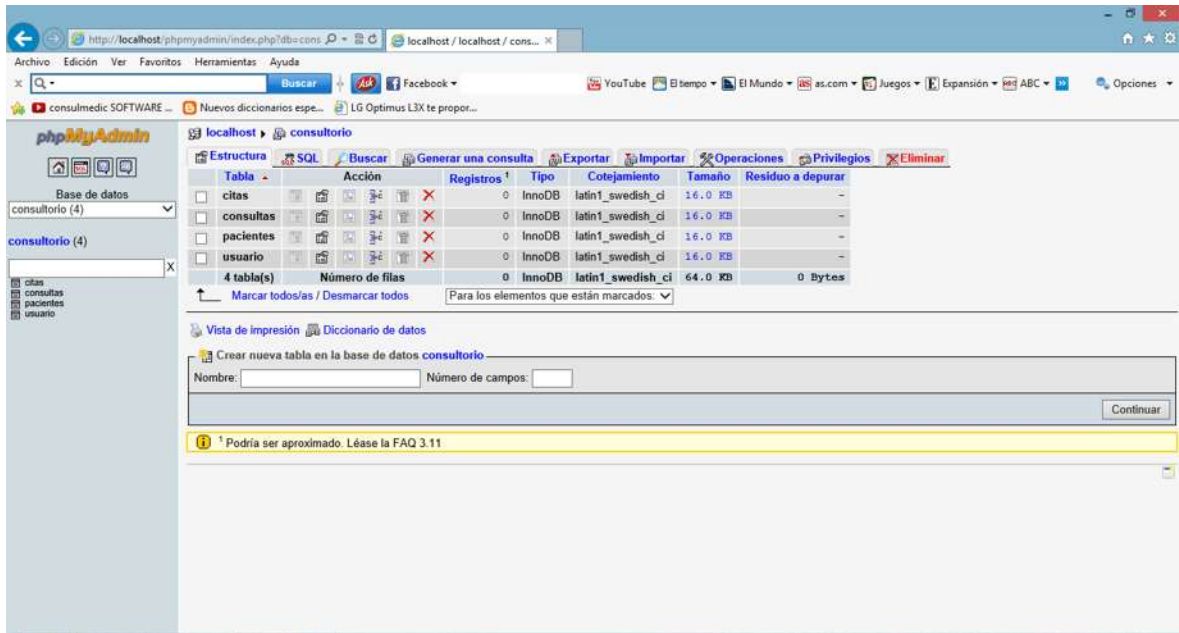 http://localhost/phpmyadmin/index.php?db=cons
localhost / localhost / cons...
Archivo Edición Ver Favoritos Herramientas Ayuda
x Buscar Facebook YouTube El tiempo El Mundo as.com Juegos Expansión ABC Opciones
consulmedic SOFTWARE ... Nuevos diccionarios espe... LG Optimus L3X te propor...
phpMyAdmin
Base de datos
consultorio (4)
consultorio (4)
X
citas
consultas
pacientes
usuario
localhost consultorio
Estructura SQL Buscar Generar una consulta Exportar Importar Operaciones Privilegios Eliminar
Tabla Acción Registros 1 Tipo Cotejamiento Tamaño Residuo a depurar
citas 0 InnoDB latin1_swedish_ci 16.0 KB -
consultas 0 InnoDB latin1_swedish_ci 16.0 KB -
pacientes 0 InnoDB latin1_swedish_ci 16.0 KB -
usuario 0 InnoDB latin1_swedish_ci 16.0 KB -
4 tabla(s) Número de filas 0 InnoDB latin1_swedish_ci 64.0 KB 0 Bytes
Marcar todos/as / Desmarcar todos Para los elementos que están marcados:
Vista de impresión Diccionario de datos
Crear nueva tabla en la base de datos consultorio
Nombre: Número de campos:
Continuar
1 Podría ser aproximado. Léase la FAQ 3.11